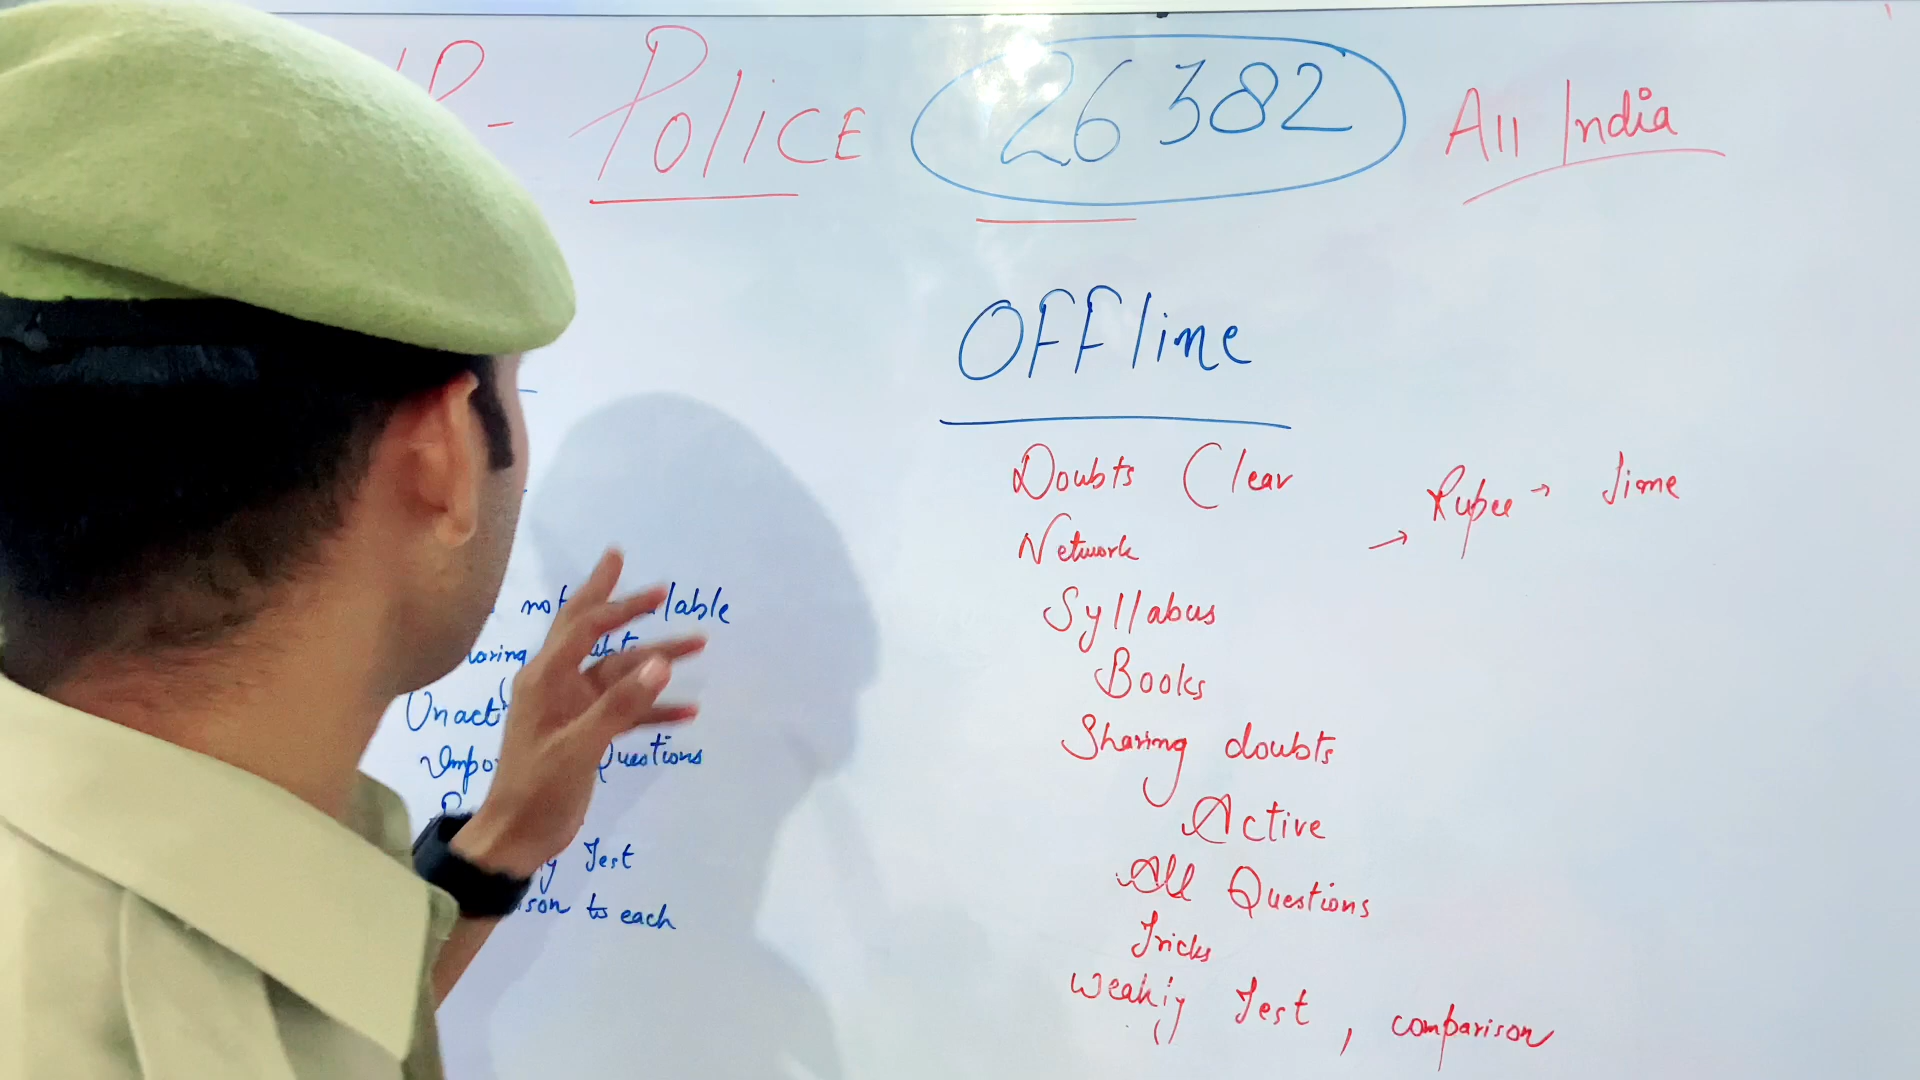 P- POlicE 26382 All India
OFFline
Doubts Clear
Network → Rupee → Time
Syllabus
Books
Sharing doubts
Active
All Questions
Tricks
Weakly Test, comparison
not
Questions
Test
to each